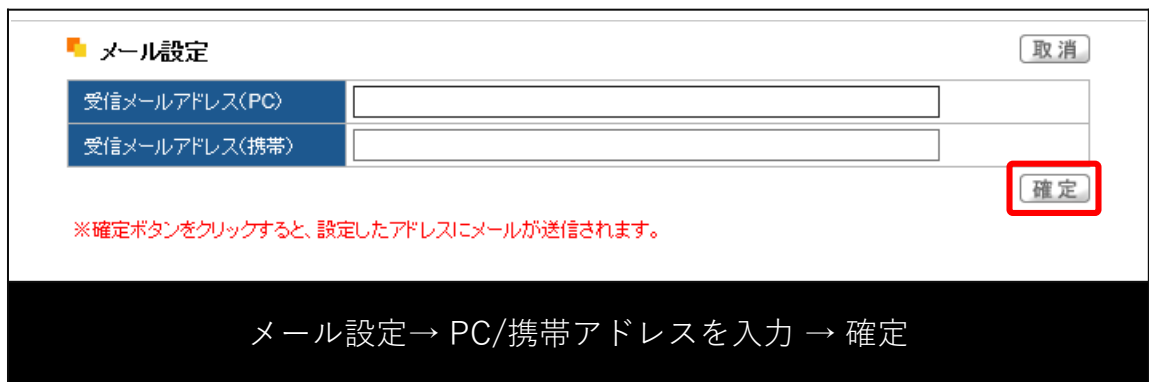 メール設定
取消
受信メールアドレス(PC)
受信メールアドレス(携帯)
確定
※確定ボタンをクリックすると、設定したアドレスにメールが送信されます。
メール設定→ PC/携帯アドレスを入力 → 確定